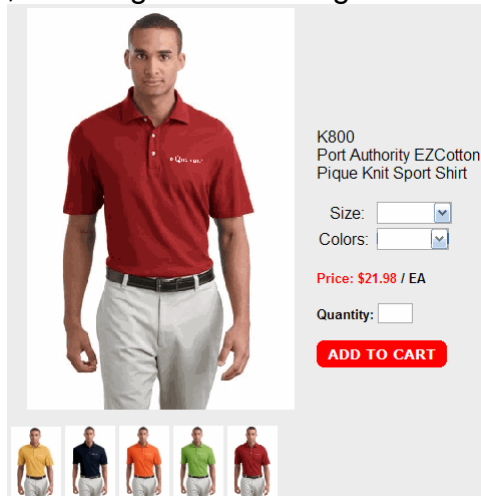 K800
Port Authority EZCotton
Pique Knit Sport Shirt
Size:
Colors:
Price: $21.98 / EA
Quantity:
ADD TO CART